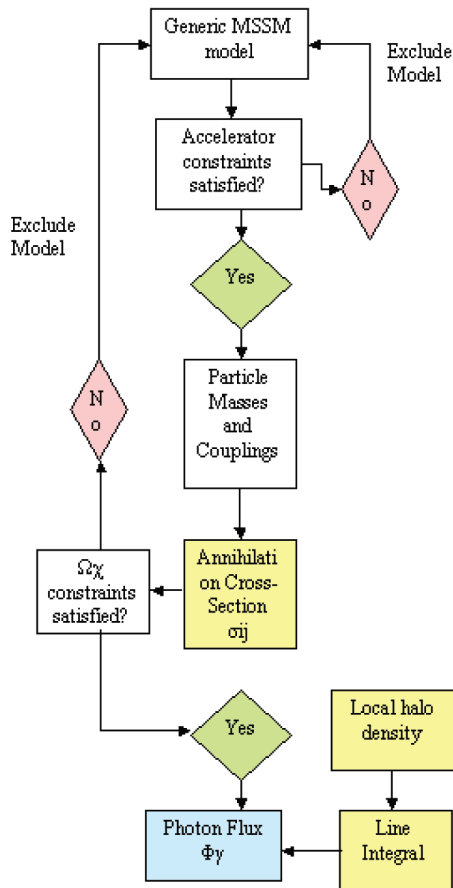 Generic MSSM
model
Exclude
Model
Accelerator
constraints
satisfied?
N
o
Exclude
Model
Yes
Particle
Masses
and
Couplings
N
o
Ωχ
constraints
satisfied?
Annihilati
on Cross-
Section
σij
Yes
Local halo
density
Photon Flux
Φγ
Line
Integral